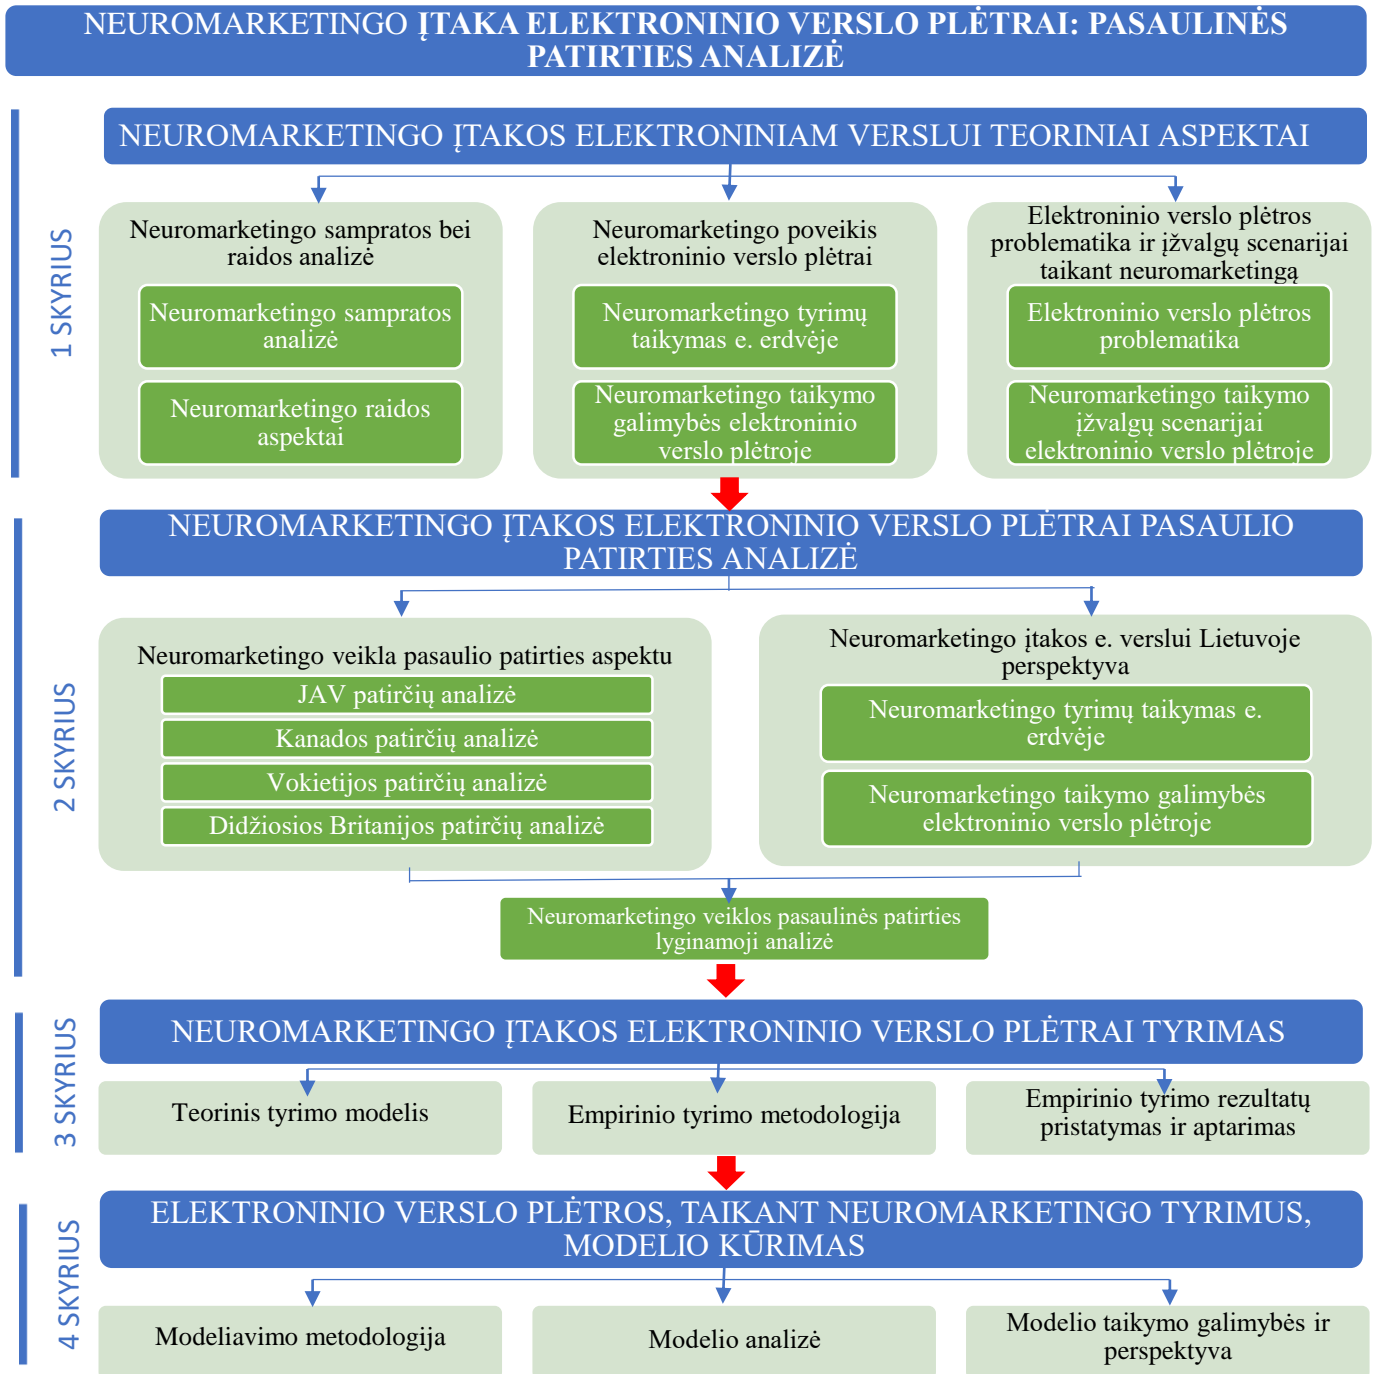 NEUROMARKETINGO ĮTAKA ELEKTRONINIO VERSLO PLĖTRAI: PASAULINĖS
PATIRTIES ANALIZĖ
1 SKYRIUS
NEUROMARKETINGO ĮTAKOS ELEKTRONINIAM VERSLUI TEORINIAI ASPEKTAI
Neuromarketingo sampratos bei
raidos analizė
Neuromarketingo sampratos
analizė
Neuromarketingo raidos
aspektai
Neuromarketingo poveikis
elektroninio verslo plėtrai
Neuromarketingo tyrimų
taikymas e. erdvėje
Neuromarketingo taikymo
galimybės elektroninio
verslo plėtroje
Elektroninio verslo plėtros
problematika ir įžvalgų scenarijai
taikant neuromarketingą
Elektroninio verslo plėtros
problematika
Neuromarketingo taikymo
įžvalgų scenarijai
elektroninio verslo plėtroje
2 SKYRIUS
NEUROMARKETINGO ĮTAKOS ELEKTRONINIO VERSLO PLĖTRAI PASAULIO
PATIRTIES ANALIZĖ
Neuromarketingo veikla pasaulio patirties aspektu
JAV patirčių analizė
Kanados patirčių analizė
Vokietijos patirčių analizė
Didžiosios Britanijos patirčių analizė
Neuromarketingo įtakos e. verslui Lietuvoje
perspektyva
Neuromarketingo tyrimų taikymas e.
erdvėje
Neuromarketingo taikymo galimybės
elektroninio verslo plėtroje
Neuromarketingo veiklos pasaulinės patirties
lyginamoji analizė
3 SKYRIUS
NEUROMARKETINGO ĮTAKOS ELEKTRONINIO VERSLO PLĖTRAI TYRIMAS
Teorinis tyrimo modelis
Empirinio tyrimo metodologija
Empirinio tyrimo rezultatų
pristatymas ir aptarimas
4 SKYRIUS
ELEKTRONINIO VERSLO PLĖTROS, TAIKANT NEUROMARKETINGO TYRIMUS,
MODELIO KŪRIMAS
Modeliavimo metodologija
Modelio analizė
Modelio taikymo galimybės ir
perspektyva